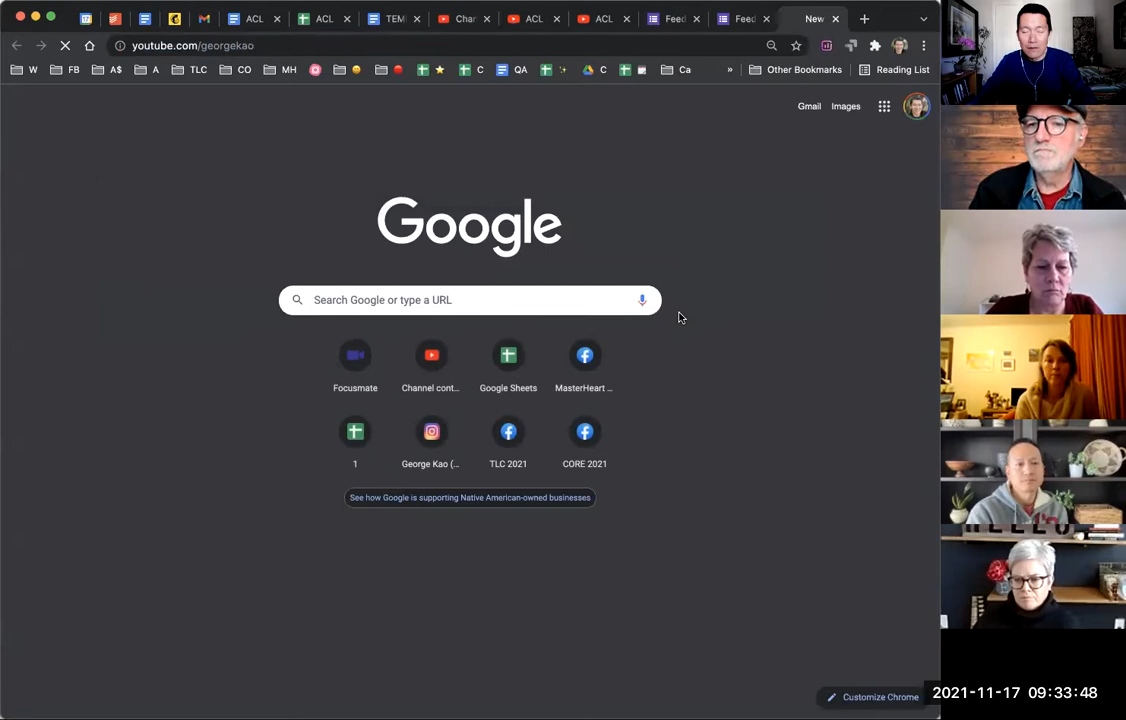 ACL
ACL
TEM
Char
ACL
ACL
Feed
Feed
New
youtube.com/georgekao
W
FB
A$
A
TLC
CO
MH
C
QA
C
Ca
»
Other Bookmarks
Reading List
Gmail
Images
Google
Search Google or type a URL
Focusmate
Channel cont...
Google Sheets
MasterHeart ...
1
George Kao (...
TLC 2021
CORE 2021
See how Google is supporting Native American-owned businesses
Customize Chrome
2021-11-17 09:33:48